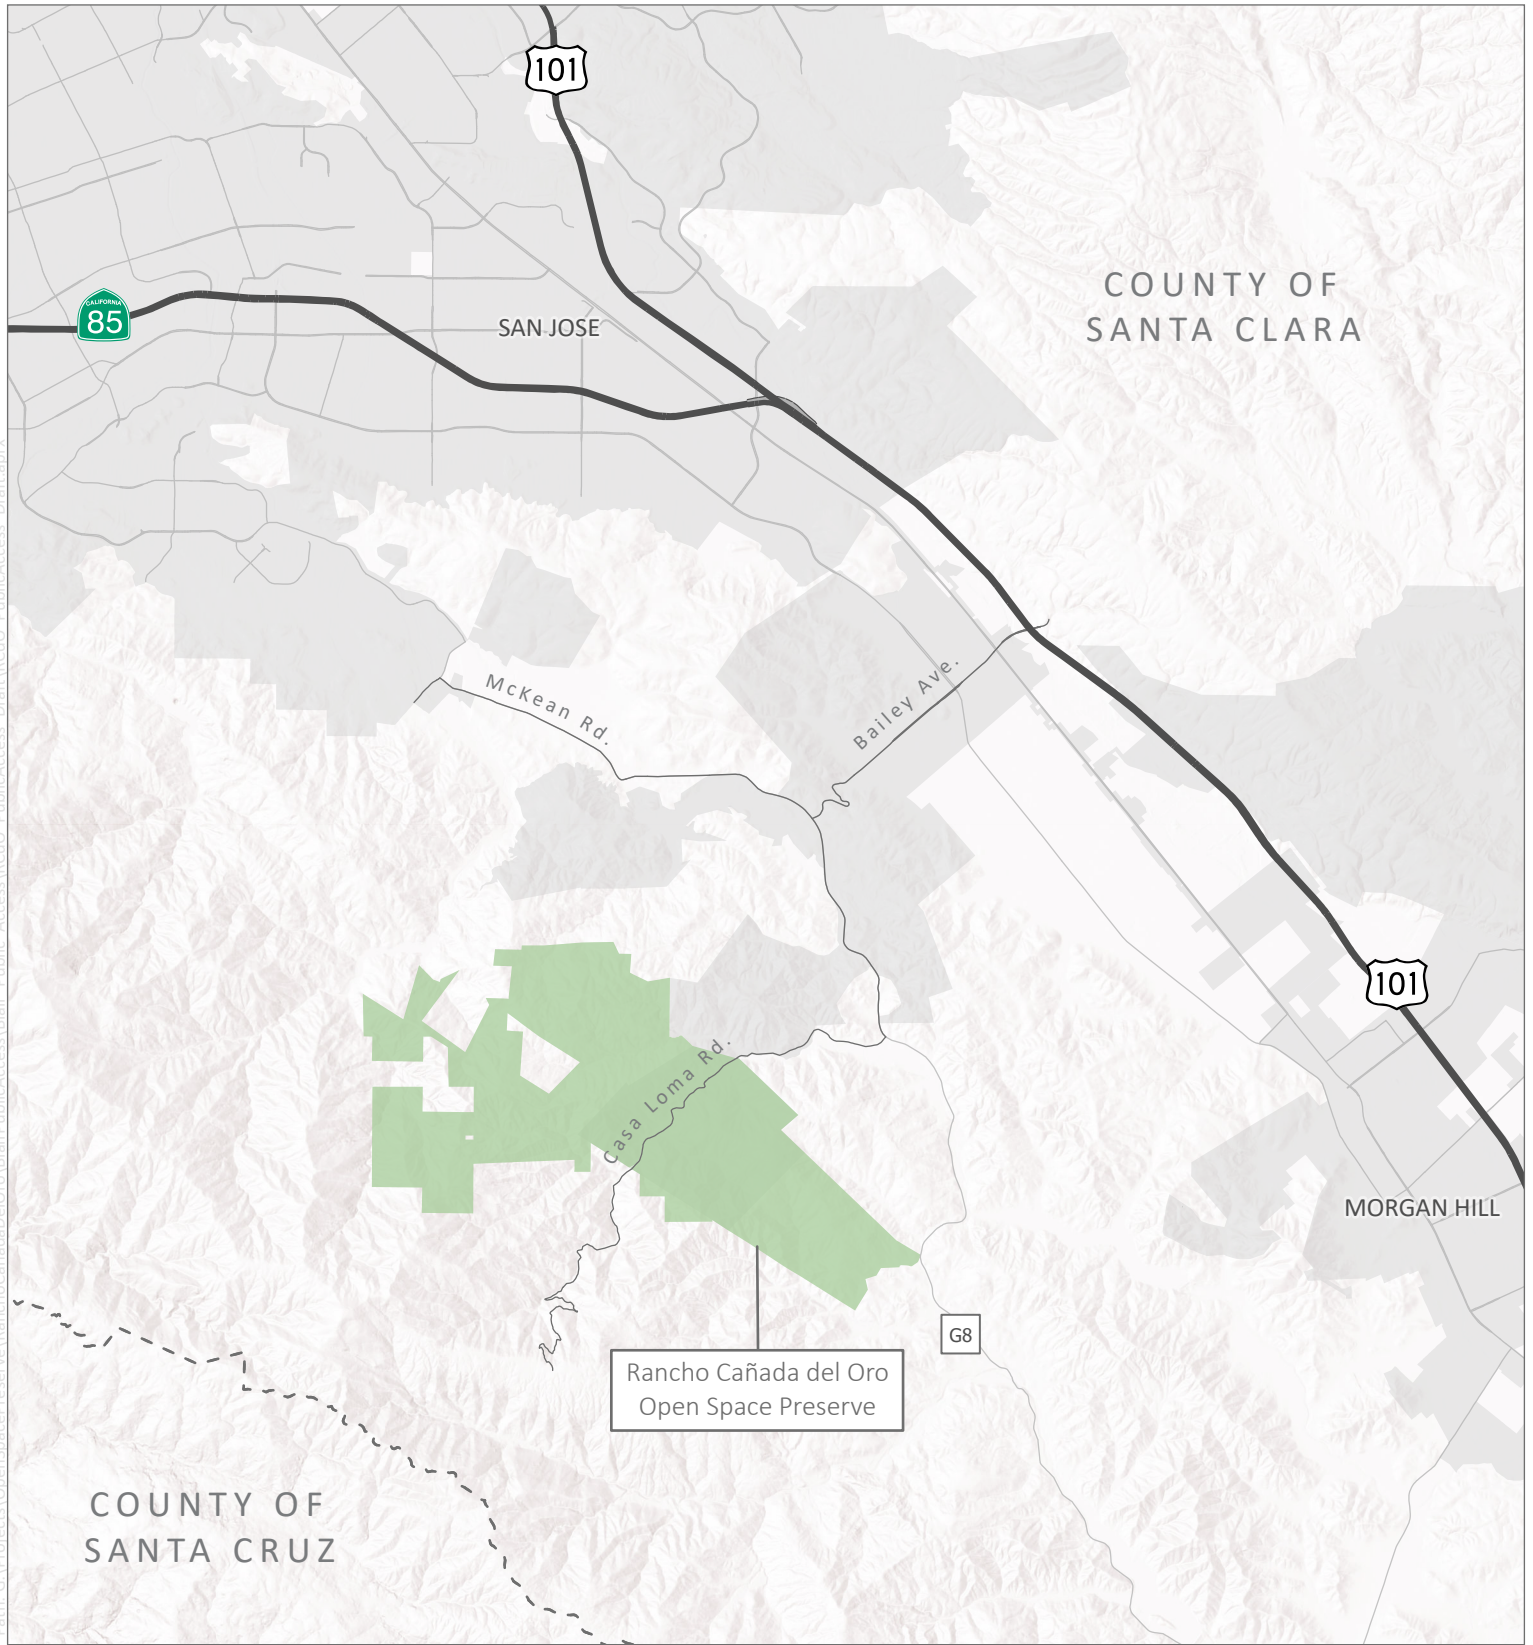 101
COUNTY OF
SANTA CLARA
CALIFORNIA
85
SAN JOSE
McKean Rd.
Bailey Ave.
101
Casa Loma Rd.
MORGAN HILL
G8
Rancho Cañada del Oro
Open Space Preserve
COUNTY OF
SANTA CRUZ